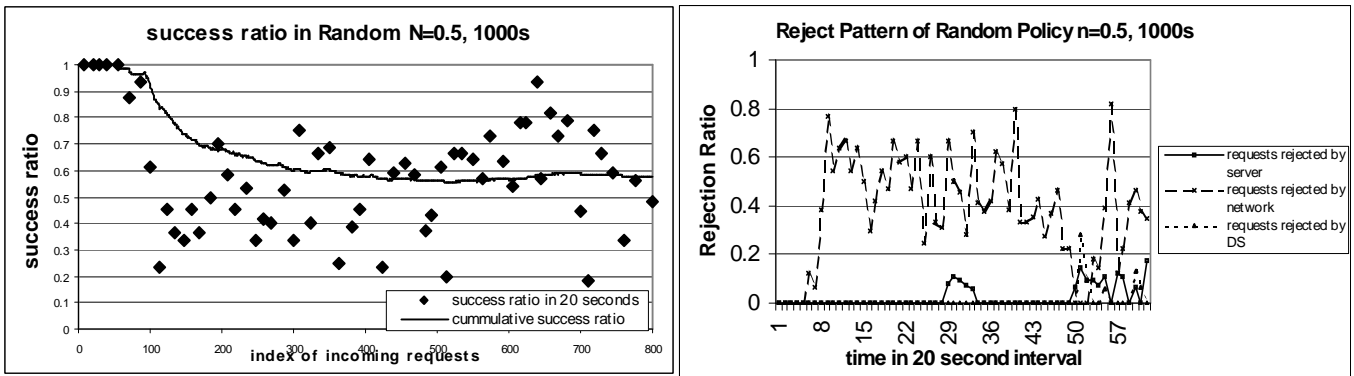 success ratio in Random N=0.5, 1000s
success ratio
1
0.9
0.8
0.7
0.6
0.5
0.4
0.3
0.2
0.1
0
0 100 200 300 400 500 600 700 800
index of incoming requests
success ratio in 20 seconds
cummulative success ratio
Reject Pattern of Random Policy n=0.5, 1000s
Rejection Ratio
1
0.8
0.6
0.4
0.2
0
1 8 15 22 29 36 43 50 57
time in 20 second interval
requests rejected by
server
requests rejected by
network
requests rejected by
DS